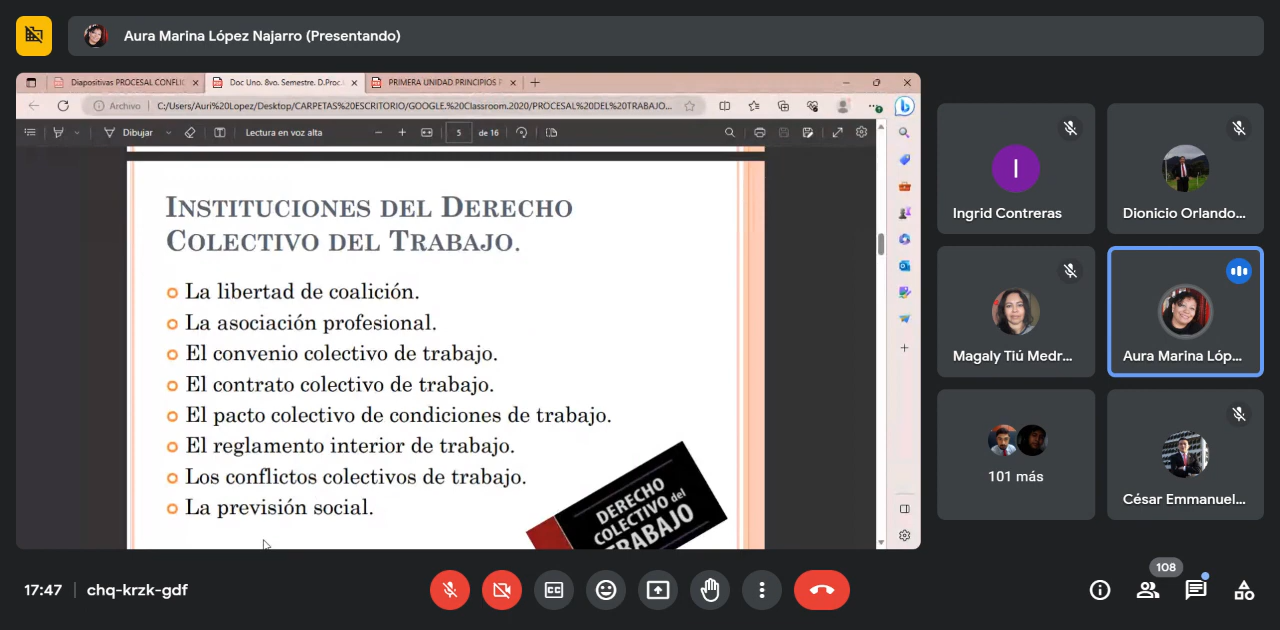 Aura Marina López Najarro (Presentando)
Diapositivas PROCESAL CONFLIC
Doc Uno. 8vo. Semestre. D.Proc.
PRIMERA UNIDAD PRINCIPIOS P
Archivo
C:/Users/Auri%20Lopez/Desktop/CARPETAS%20ESCRITORIO/GOOGLE.%20Classroom.2020/PROCESAL%20DEL%20TRABAJO...
Dibujar
Lectura en voz alta
5 de 16
INSTITUCIONES DEL DERECHO
COLECTIVO DEL TRABAJO.
La libertad de coalición.
La asociación profesional.
El convenio colectivo de trabajo.
El contrato colectivo de trabajo.
El pacto colectivo de condiciones de trabajo.
El reglamento interior de trabajo.
Los conflictos colectivos de trabajo.
La previsión social.
DERECHO
COLECTIVO del
TRABAJO
I
Ingrid Contreras
Dionicio Orlando...
Magaly Tiú Medr...
Aura Marina Lóp...
101 más
César Emmanuel...
17:47
chq-krzk-gdf
108